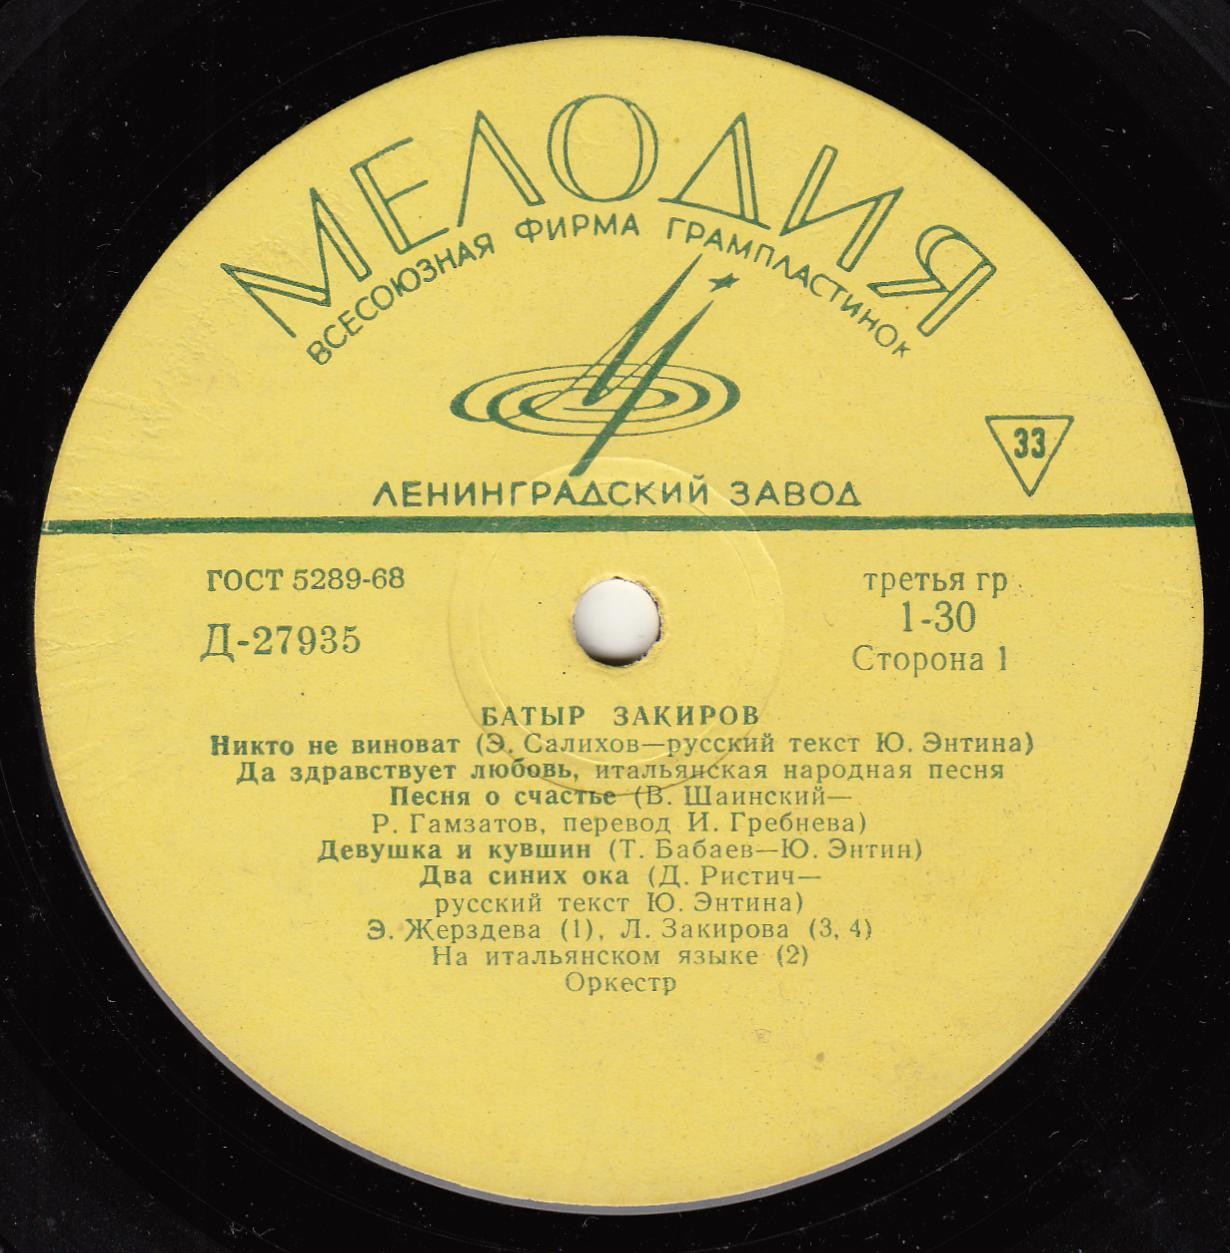 МЕЛОДИЯ
ВСЕСОЮЗНАЯ ФИРМА ГРАМПЛАСТИНОК
33
ЛЕНИНГРАДСКИЙ ЗАВОД
ГОСТ 5289-68
третья гр.
Д-27935
1-30
Сторона 1
БАТЫР ЗАКИРОВ
Никто не виноват (Э. Салихов—русский текст Ю. Энтина)
Да здравствует любовь, итальянская народная песня
Песня о счастье (В. Шаинский—
Р. Гамзатов, перевод И. Гребнева)
Девушка и кувшин (Т. Бабаев—Ю. Энтин)
Два синих ока (Д. Ристич—
русский текст Ю. Энтина)
Э. Жерздева (1), Л. Закирова (3, 4)
На итальянском языке (2)
Оркестр